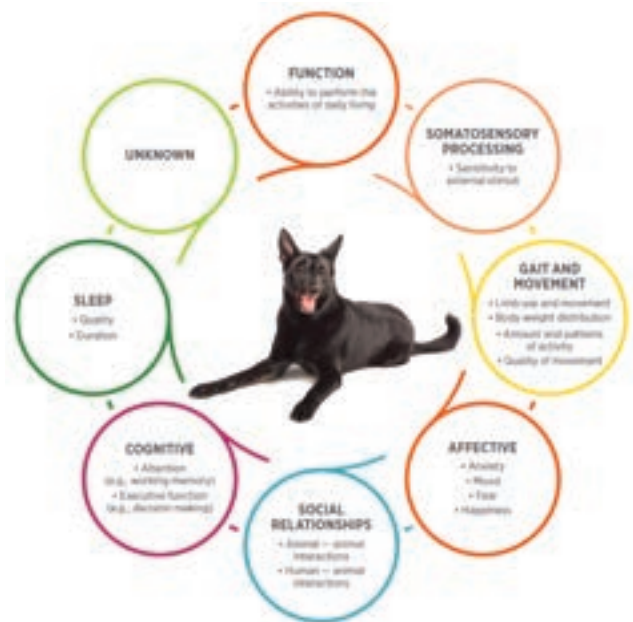 FUNCTION
• Ability to perform the
activities of daily living
SOMATOSENSORY
PROCESSING
• Sensitivity to
external stimuli
GAIT AND
MOVEMENT
• Limb use and movement
• Body weight distribution
• Amount and patterns
of activity
• Quality of movement
AFFECTIVE
• Anxiety
• Mood
• Fear
• Happiness
SOCIAL
RELATIONSHIPS
• Animal – animal
interactions
• Human – animal
interactions
COGNITIVE
• Attention
(e.g., working memory)
• Executive function
(e.g., decision making)
SLEEP
• Quality
• Duration
UNKNOWN